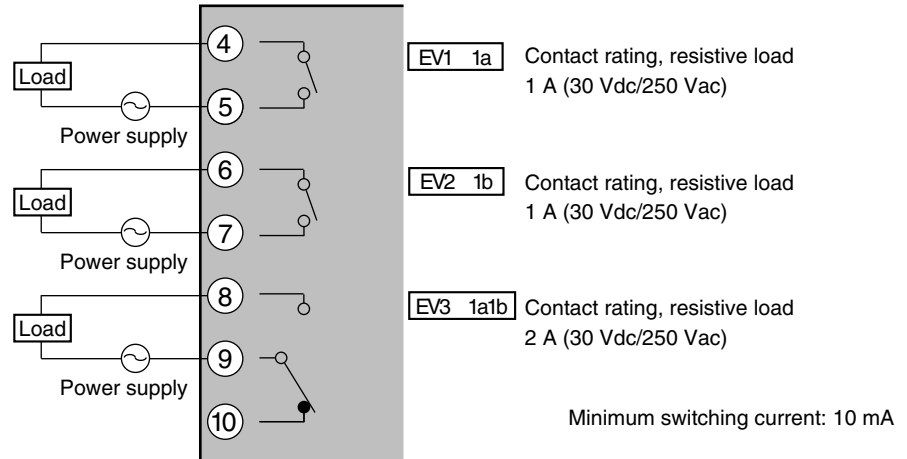 4
EV1 1a
Contact rating, resistive load
1 A (30 Vdc/250 Vac)
Load
5
Power supply
6
EV2 1b
Contact rating, resistive load
1 A (30 Vdc/250 Vac)
Load
7
Power supply
8
EV3 1a1b
Contact rating, resistive load
2 A (30 Vdc/250 Vac)
Load
9
Power supply
10
Minimum switching current: 10 mA